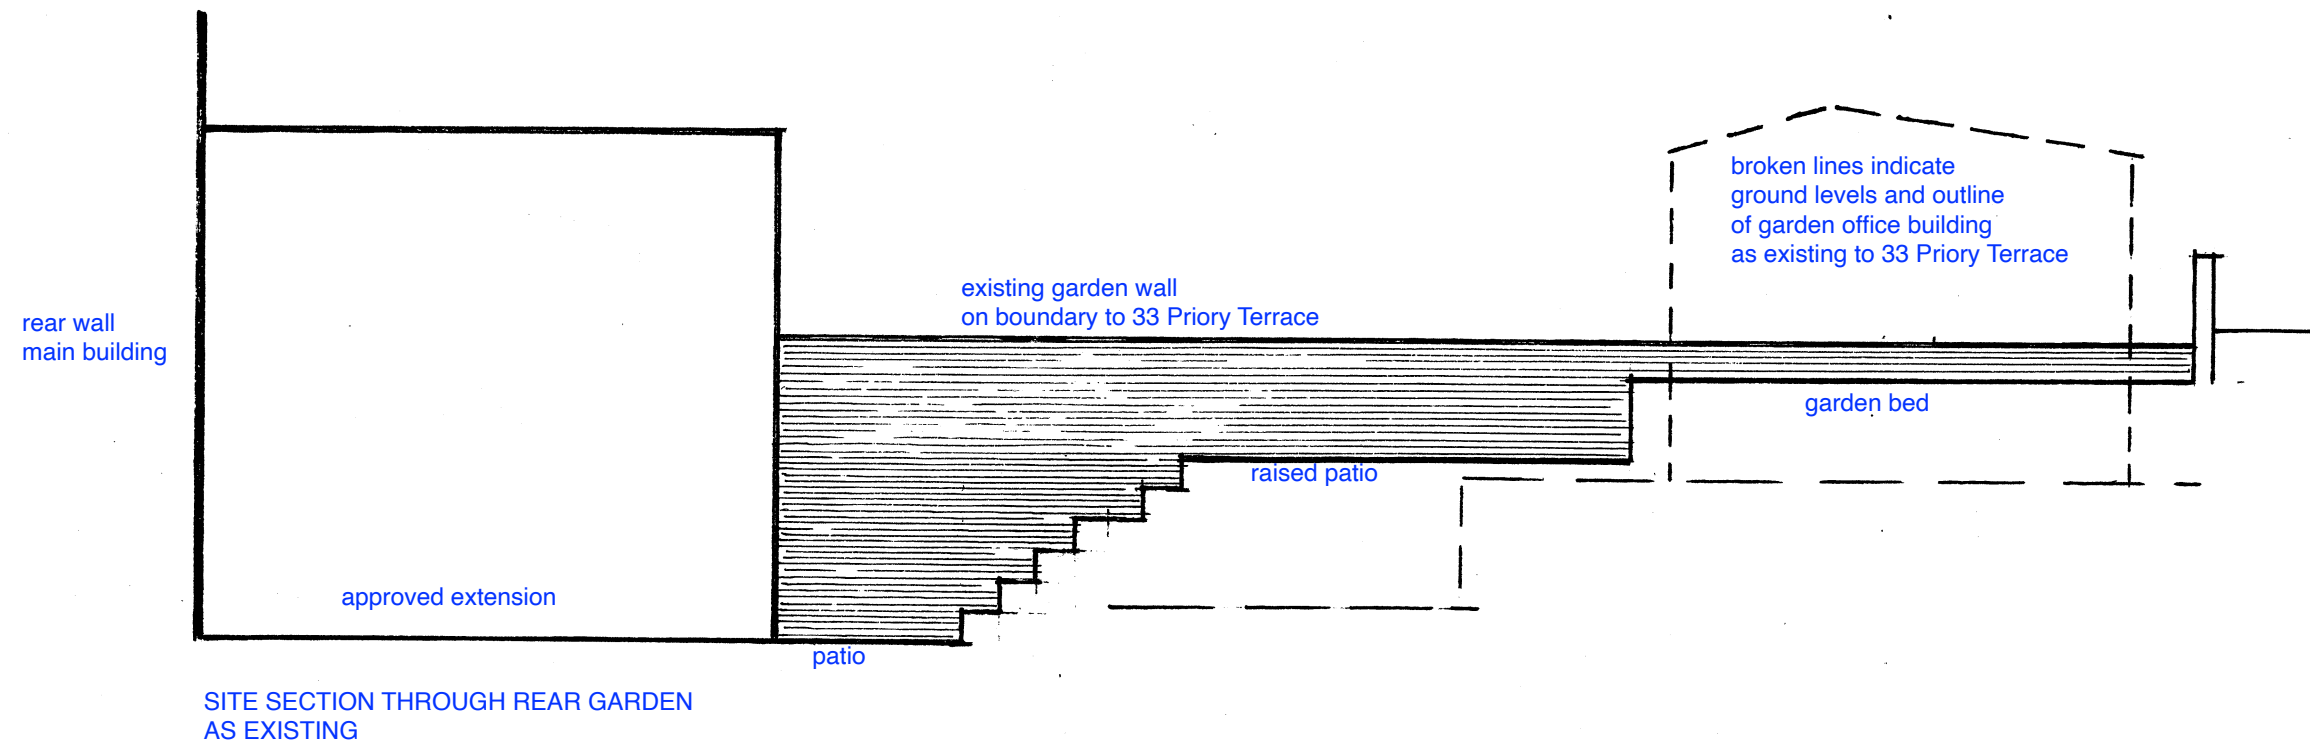 broken lines indicate
ground levels and outline
of garden office building
as existing to 33 Priory Terrace
existing garden wall
on boundary to 33 Priory Terrace
rear wall
main building
garden bed
raised patio
approved extension
patio
SITE SECTION THROUGH REAR GARDEN
AS EXISTING